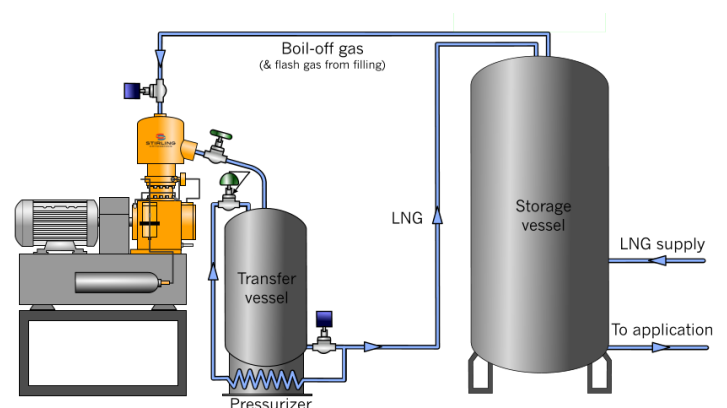 Boil-off gas
(& flash gas from filling)
STIRLING
Storage
vessel
LNG
LNG supply
Transfer
vessel
To application
Pressurizer